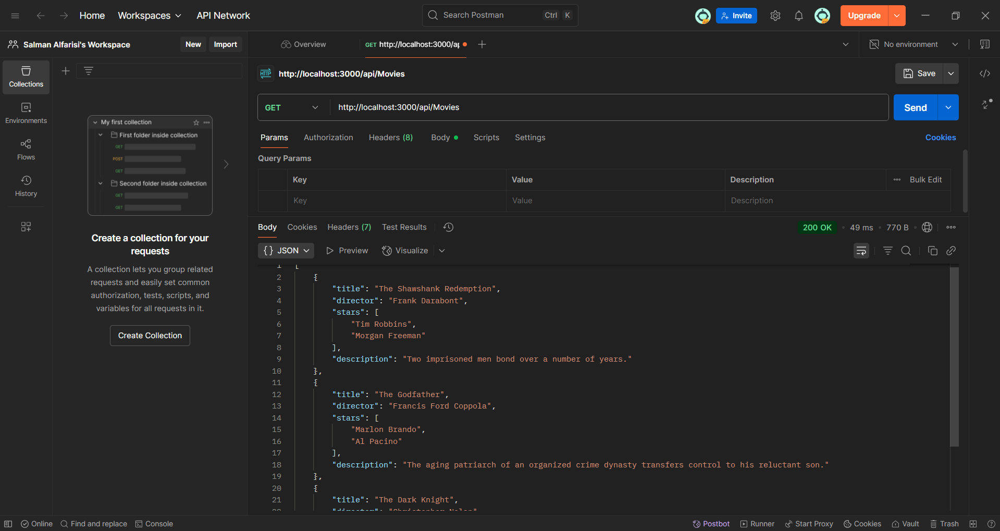 Home Workspaces API Network Search Postman Ctrl K Invite Upgrade
Salman Alfarisi's Workspace New Import Overview GET http://localhost:3000/ap No environment
Collections
Environments
Flows
History
My first collection
First folder inside collection
GET
POST
GET
Second folder inside collection
GET
GET
Create a collection for your
requests
A collection lets you group related
requests and easily set common
authorization, tests, scripts, and
variables for all requests in it.
Create Collection
HTTP http://localhost:3000/api/Movies Save
GET http://localhost:3000/api/Movies Send
Params Authorization Headers (8) Body Scripts Settings Cookies
Query Params
Key Value Description Bulk Edit
Key Value Description
Body Cookies Headers (7) Test Results 200 OK 49 ms 770 B
{} JSON Preview Visualize
1 [
2 {
3 "title": "The Shawshank Redemption",
4 "director": "Frank Darabont",
5 "stars": [
6 "Tim Robbins",
7 "Morgan Freeman"
8 ],
9 "description": "Two imprisoned men bond over a number of years."
10 },
11 {
12 "title": "The Godfather",
13 "director": "Francis Ford Coppola",
14 "stars": [
15 "Marlon Brando",
16 "Al Pacino"
17 ],
18 "description": "The aging patriarch of an organized crime dynasty transfers control to his reluctant son."
19 },
20 {
21 "title": "The Dark Knight",
22 "director": "Christopher Nolan"
Online Find and replace Console Postbot Runner Start Proxy Cookies Vault Trash